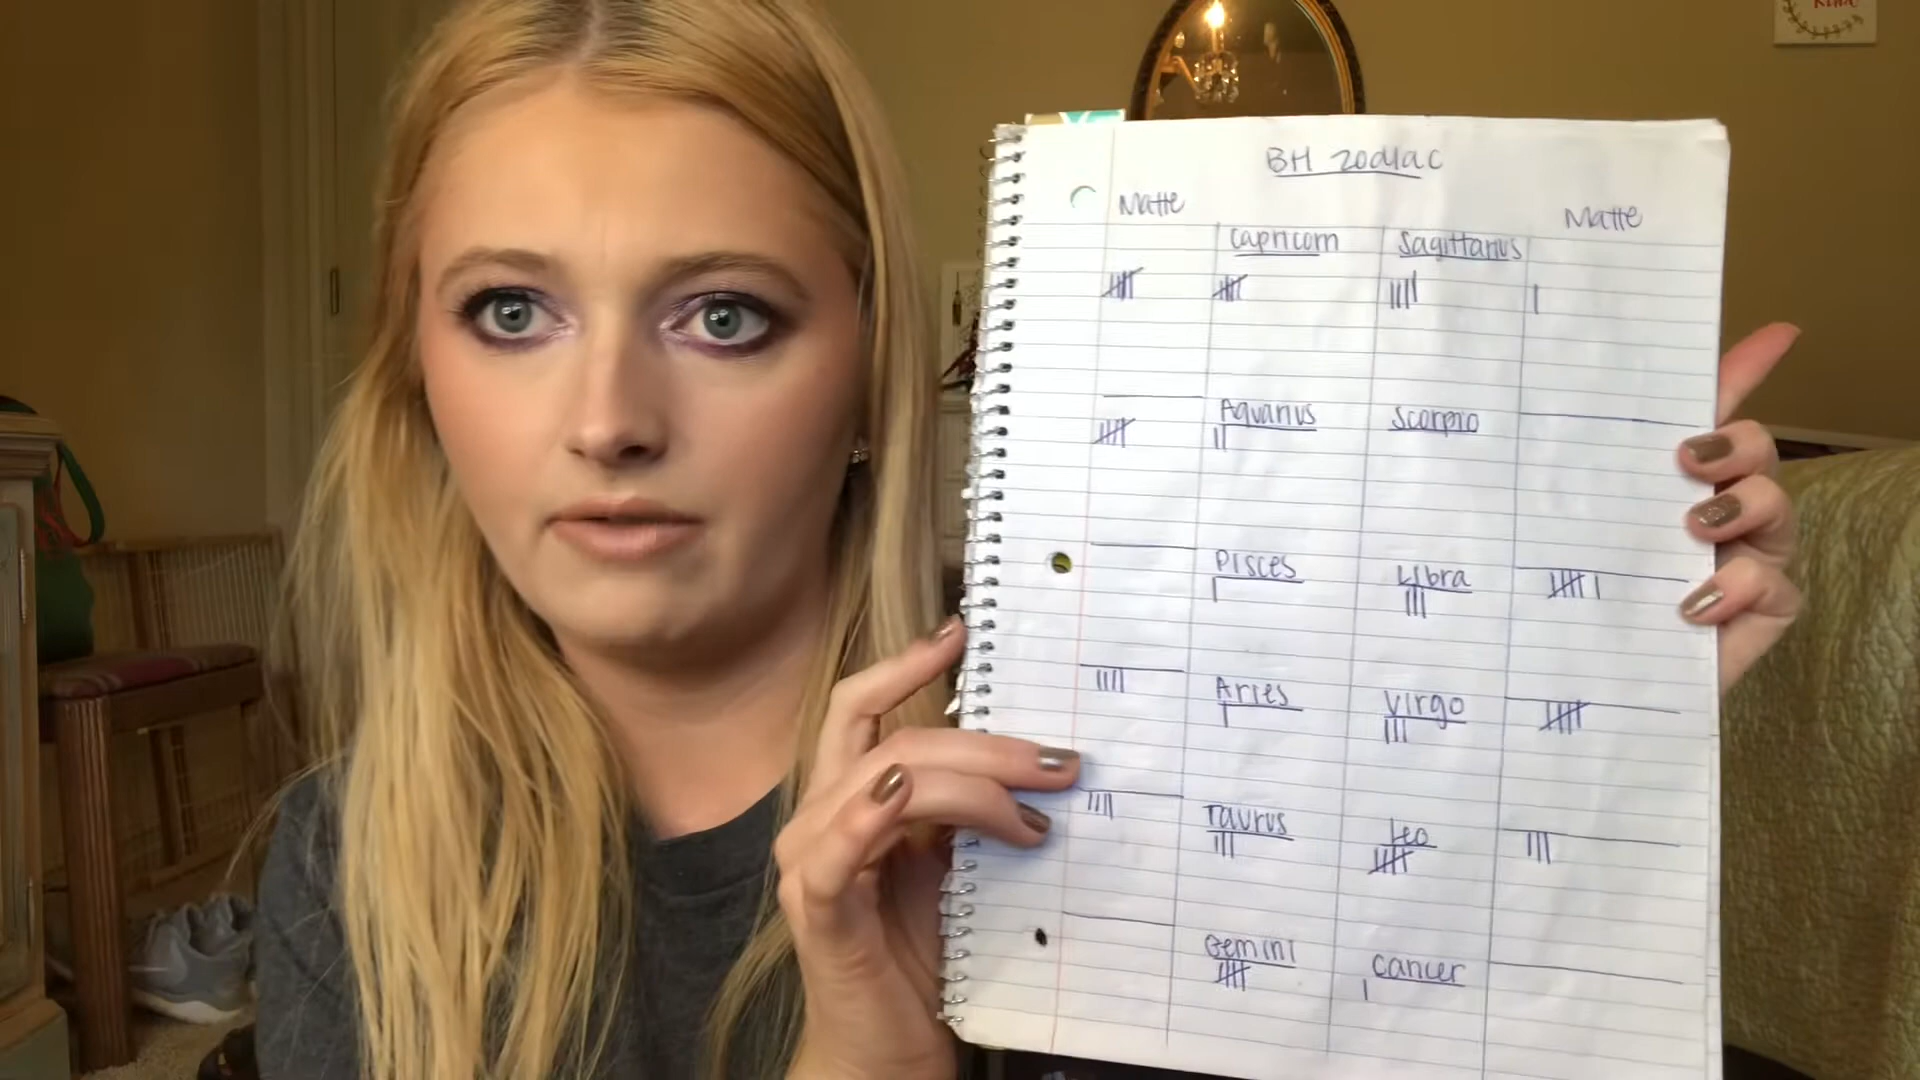 BH zodiac
Matte
Matte
Capricorn
Sagittarius
Aquarius
Scorpio
Pisces
Libra
Aries
Virgo
Taurus
Leo
Gemini
Cancer